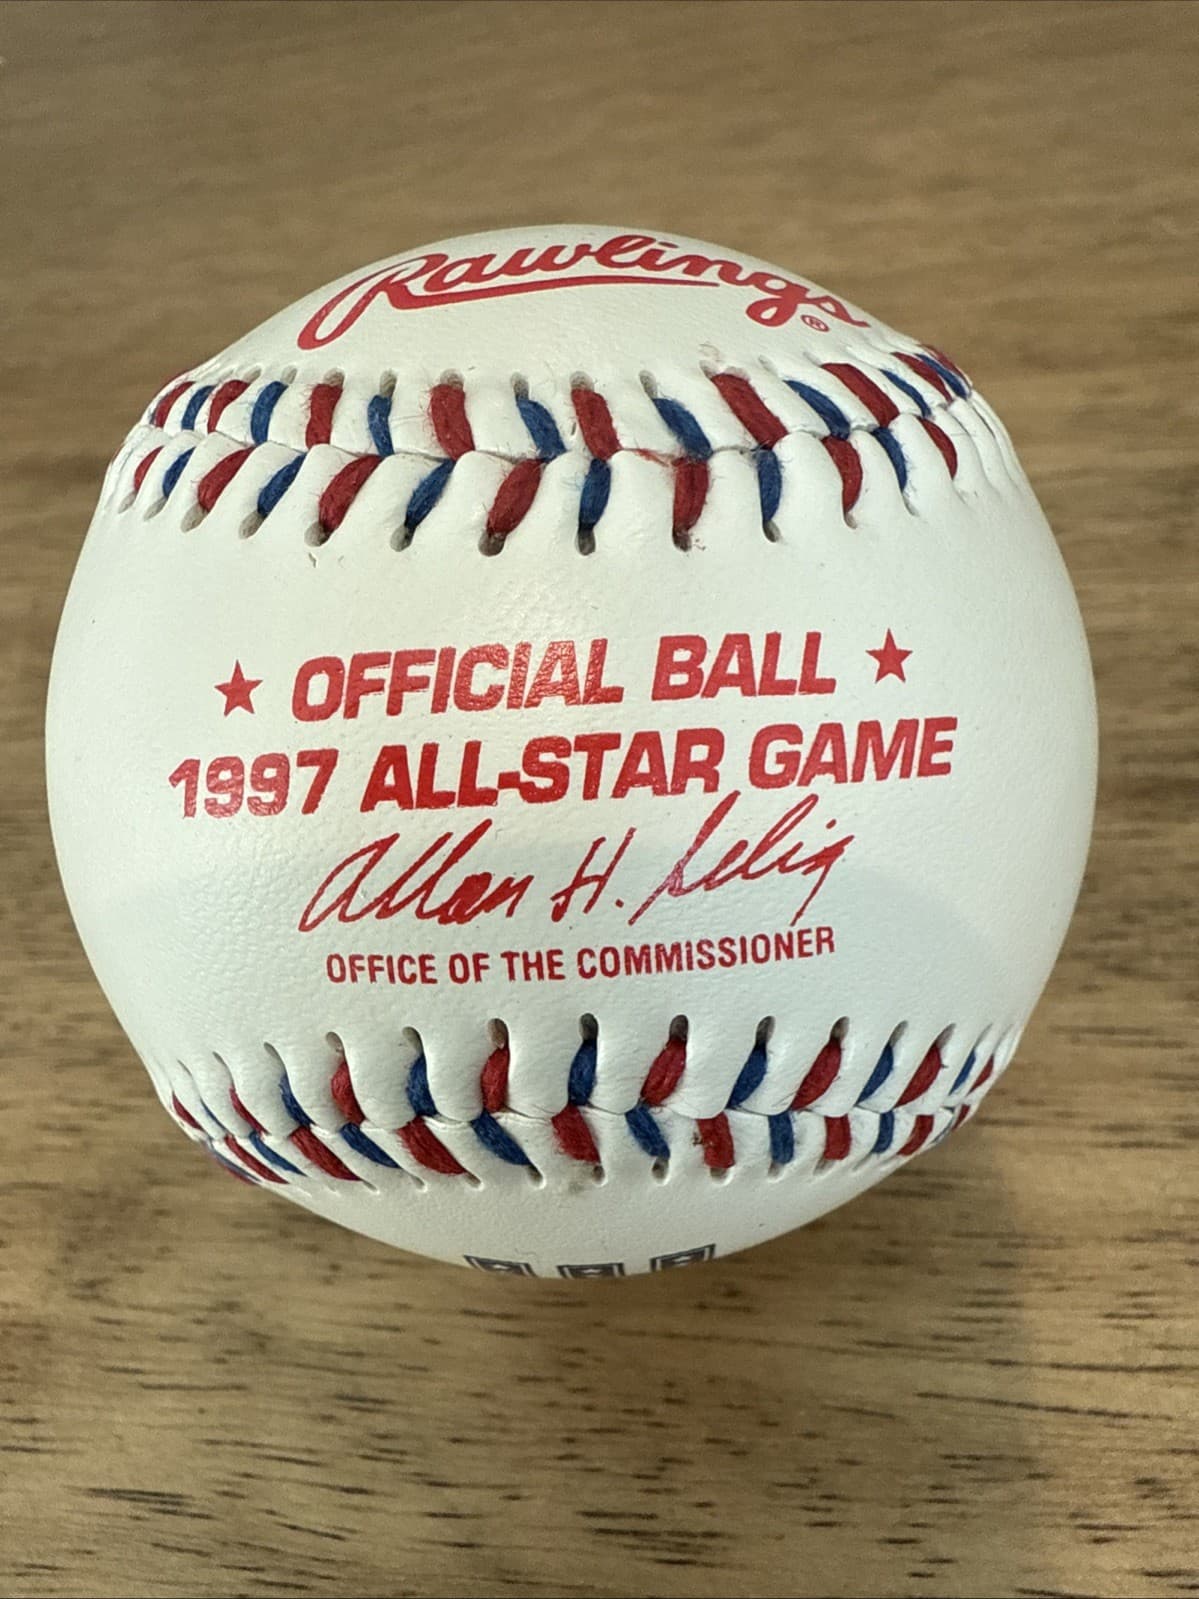 Rawlings®
★ OFFICIAL BALL ★
1997 ALL-STAR GAME
Allan H. Selig
OFFICE OF THE COMMISSIONER